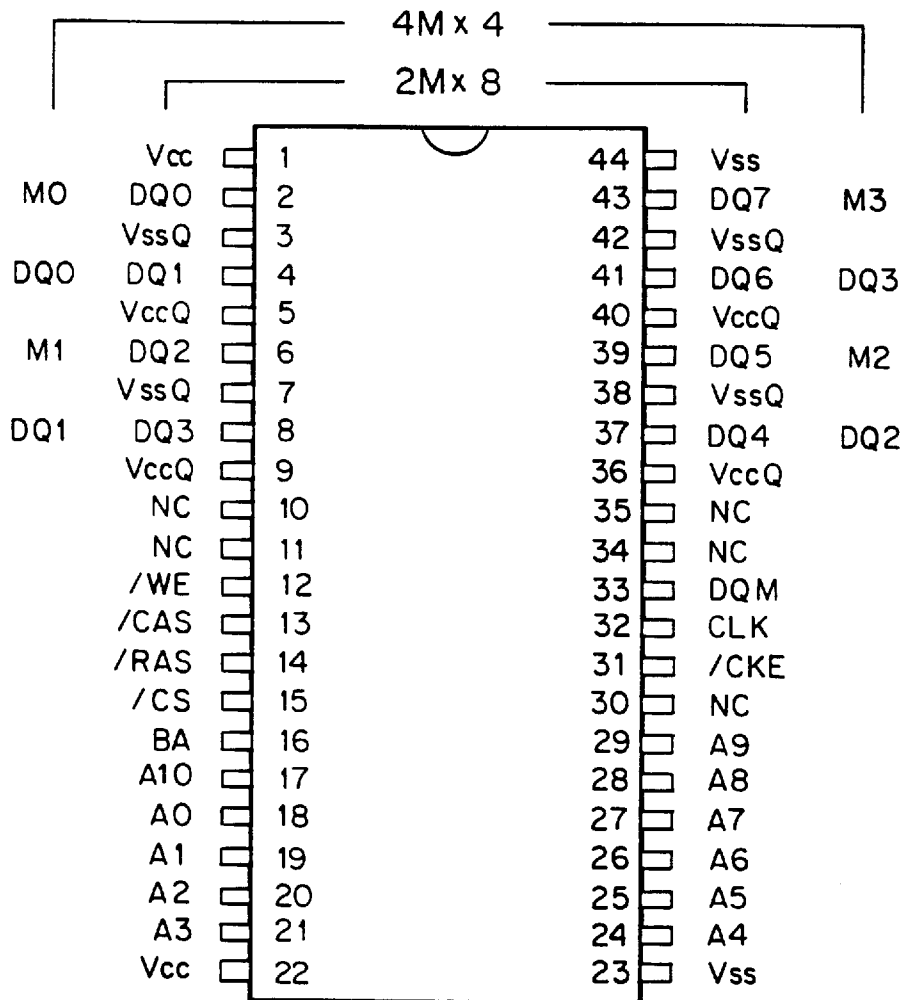 4M x 4
2M x 8
Vcc 1 44 Vss
M0 DQ0 2 43 DQ7 M3
VssQ 3 42 VssQ
DQ0 DQ1 4 41 DQ6 DQ3
VccQ 5 40 VccQ
M1 DQ2 6 39 DQ5 M2
VssQ 7 38 VssQ
DQ1 DQ3 8 37 DQ4 DQ2
VccQ 9 36 VccQ
NC 10 35 NC
NC 11 34 NC
/WE 12 33 DQM
/CAS 13 32 CLK
/RAS 14 31 /CKE
/CS 15 30 NC
BA 16 29 A9
A10 17 28 A8
A0 18 27 A7
A1 19 26 A6
A2 20 25 A5
A3 21 24 A4
Vcc 22 23 Vss